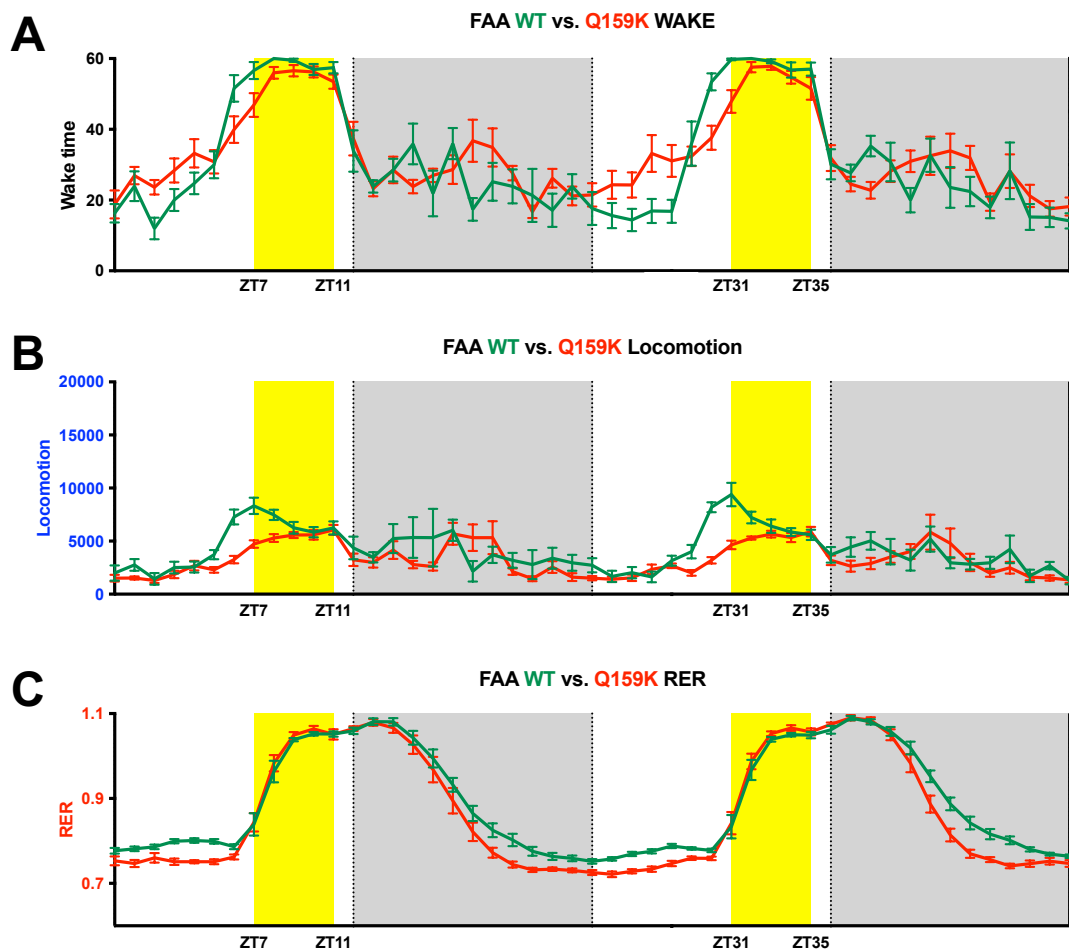 A
FAA WT vs. Q159K WAKE
Wake time
60
40
20
0
ZT7 ZT11 ZT31 ZT35
B
FAA WT vs. Q159K Locomotion
Locomotion
20000
15000
10000
5000
0
ZT7 ZT11 ZT31 ZT35
C
FAA WT vs. Q159K RER
RER
1.1
0.9
0.7
ZT7 ZT11 ZT31 ZT35